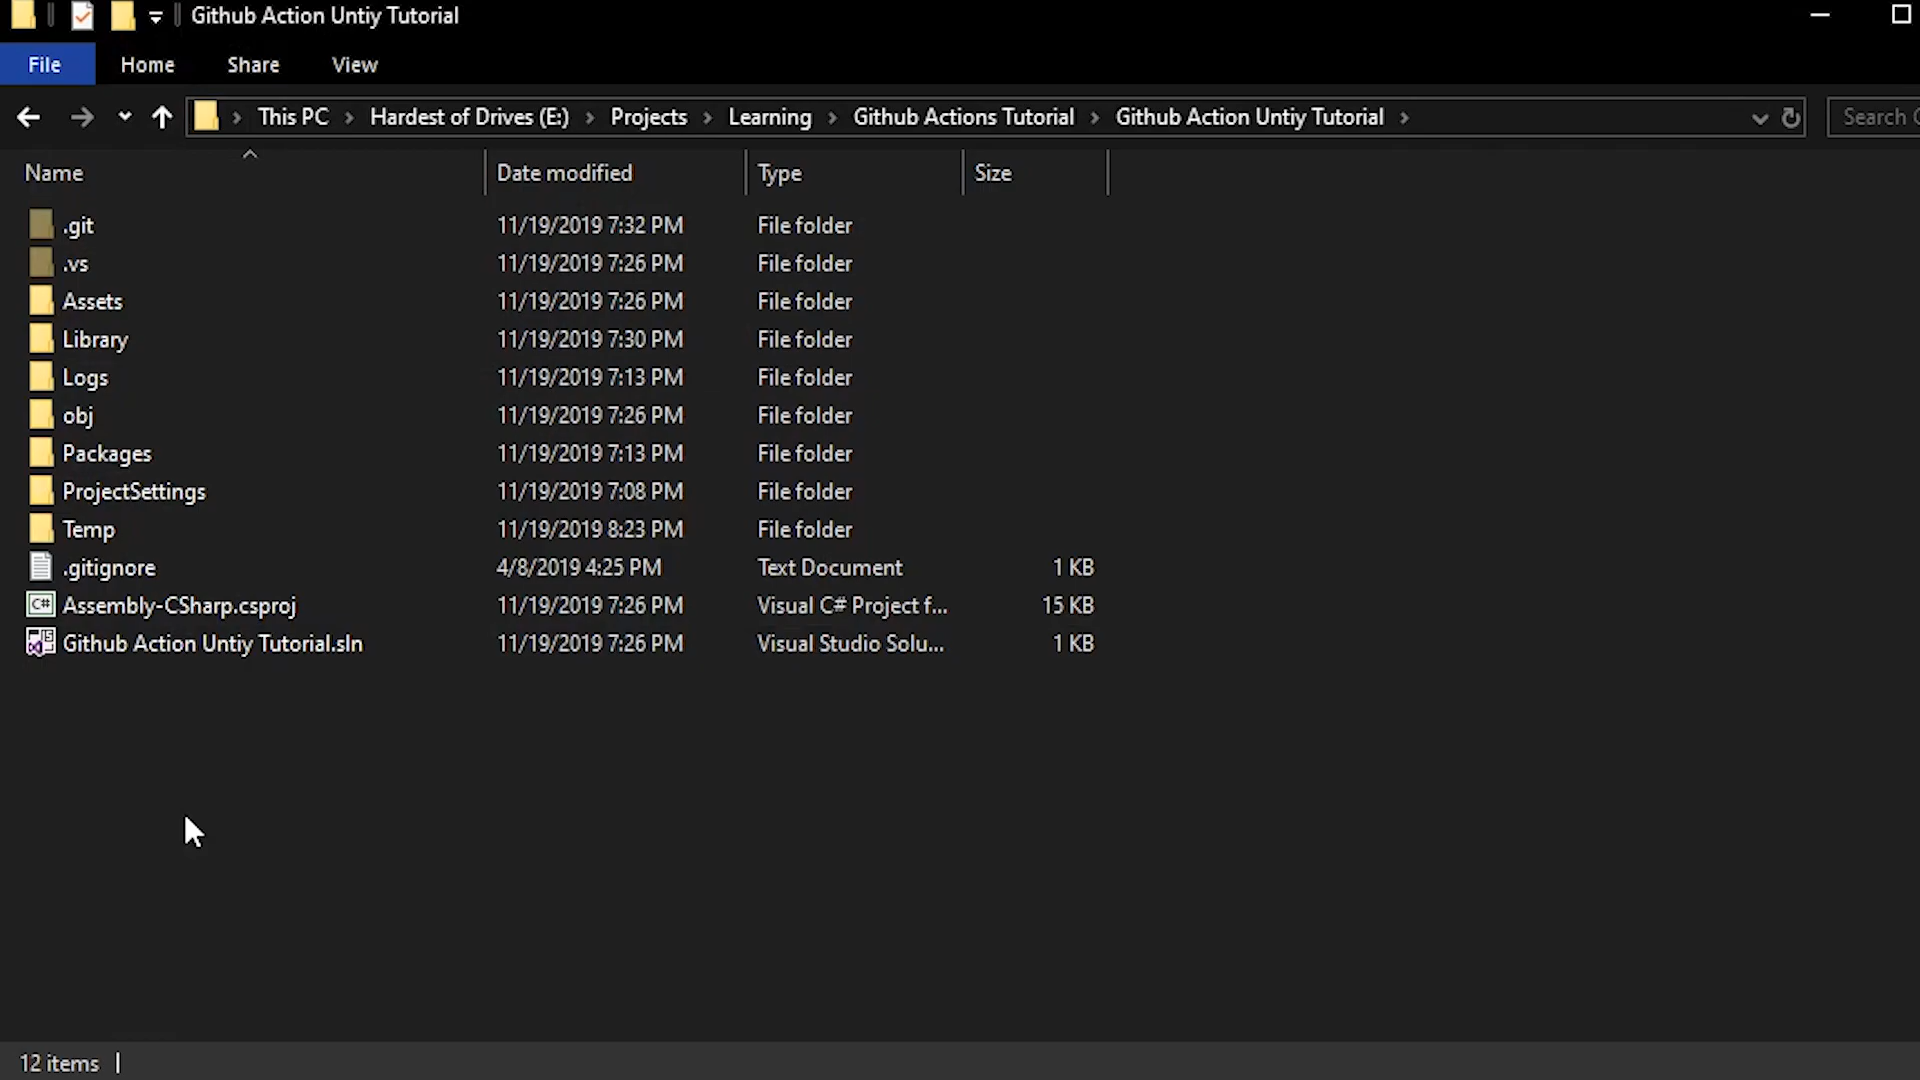 Github Action Untiy Tutorial
File Home Share View
This PC Hardest of Drives (E:) Projects Learning Github Actions Tutorial Github Action Untiy Tutorial Search
Name Date modified Type Size
.git 11/19/2019 7:32 PM File folder
.vs 11/19/2019 7:26 PM File folder
Assets 11/19/2019 7:26 PM File folder
Library 11/19/2019 7:30 PM File folder
Logs 11/19/2019 7:13 PM File folder
obj 11/19/2019 7:26 PM File folder
Packages 11/19/2019 7:13 PM File folder
ProjectSettings 11/19/2019 7:08 PM File folder
Temp 11/19/2019 8:23 PM File folder
.gitignore 4/8/2019 4:25 PM Text Document 1 KB
Assembly-CSharp.csproj 11/19/2019 7:26 PM Visual C# Project f... 15 KB
Github Action Untiy Tutorial.sln 11/19/2019 7:26 PM Visual Studio Solu... 1 KB
12 items